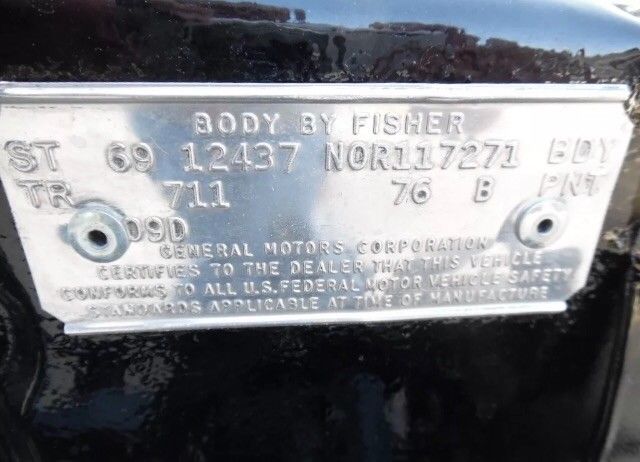 BODY BY FISHER
ST 69 12437 NOR117271 BDY
TR 711 76 B PNT
09D
GENERAL MOTORS CORPORATION
CERTIFIES TO THE DEALER THAT THIS VEHICLE
CONFORMS TO ALL U.S. FEDERAL MOTOR VEHICLE SAFETY
STANDARDS APPLICABLE AT TIME OF MANUFACTURE